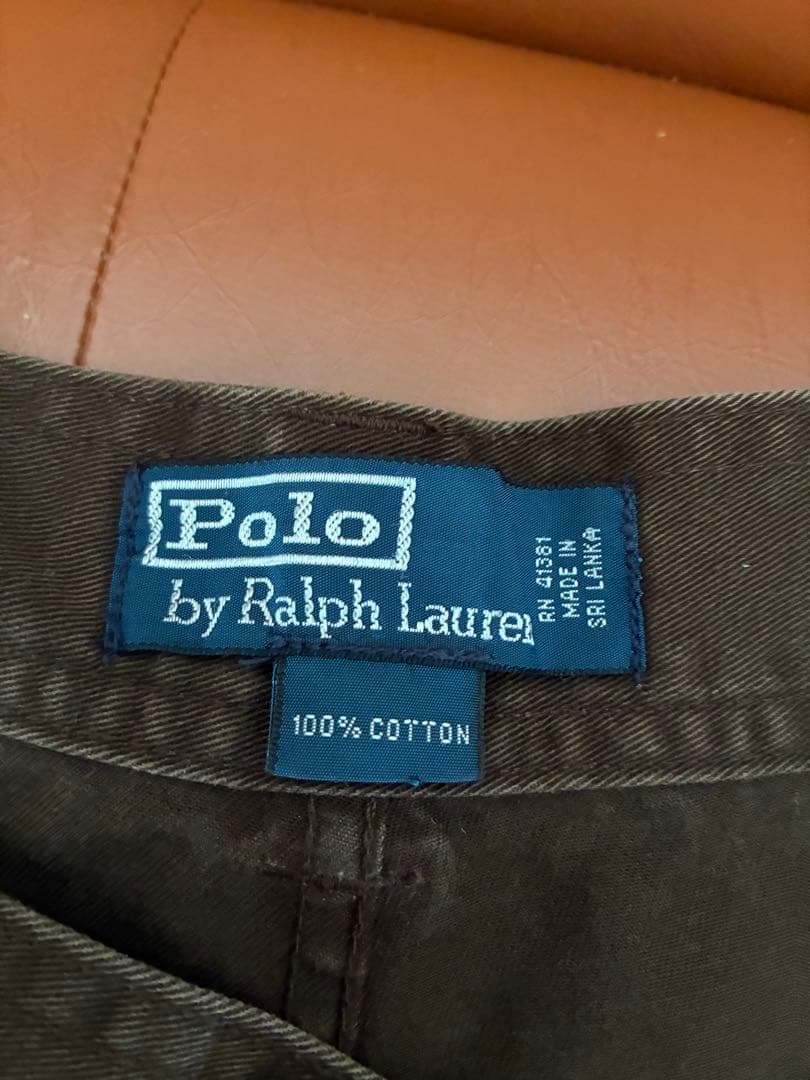 Polo
by Ralph Lauren
RN 41381
MADE IN
SRI LANKA
100% COTTON